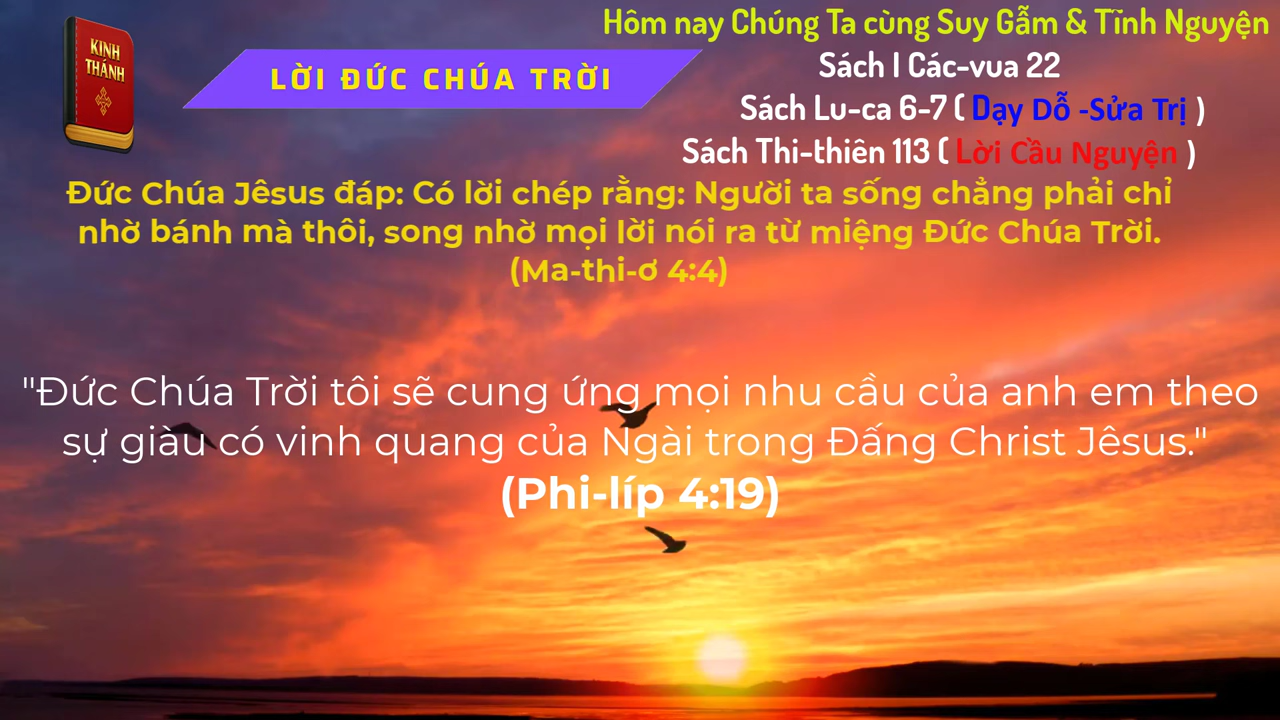 KINH
THÁNH
LỜI ĐỨC CHÚA TRỜI
Hôm nay Chúng Ta cùng Suy Gẫm & Tĩnh Nguyện
Sách I Các-vua 22
Sách Lu-ca 6-7 ( Dạy Dỗ -Sửa Trị )
Sách Thi-thiên 113 ( Lời Cầu Nguyện )
Đức Chúa Jêsus đáp: Có lời chép rằng: Người ta sống chẳng phải chỉ
nhờ bánh mà thôi, song nhờ mọi lời nói ra từ miệng Đức Chúa Trời.
(Ma-thi-ơ 4:4)
"Đức Chúa Trời tôi sẽ cung ứng mọi nhu cầu của anh em theo
sự giàu có vinh quang của Ngài trong Đấng Christ Jêsus."
(Phi-líp 4:19)